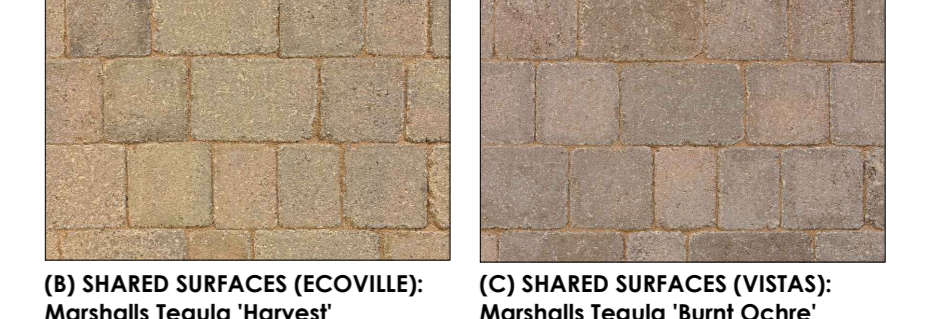 (B) SHARED SURFACES (ECOVILLE):
Marshalls Tegula 'Harvest'
(C) SHARED SURFACES (VISTAS):
Marshalls Tegula 'Burnt Ochre'